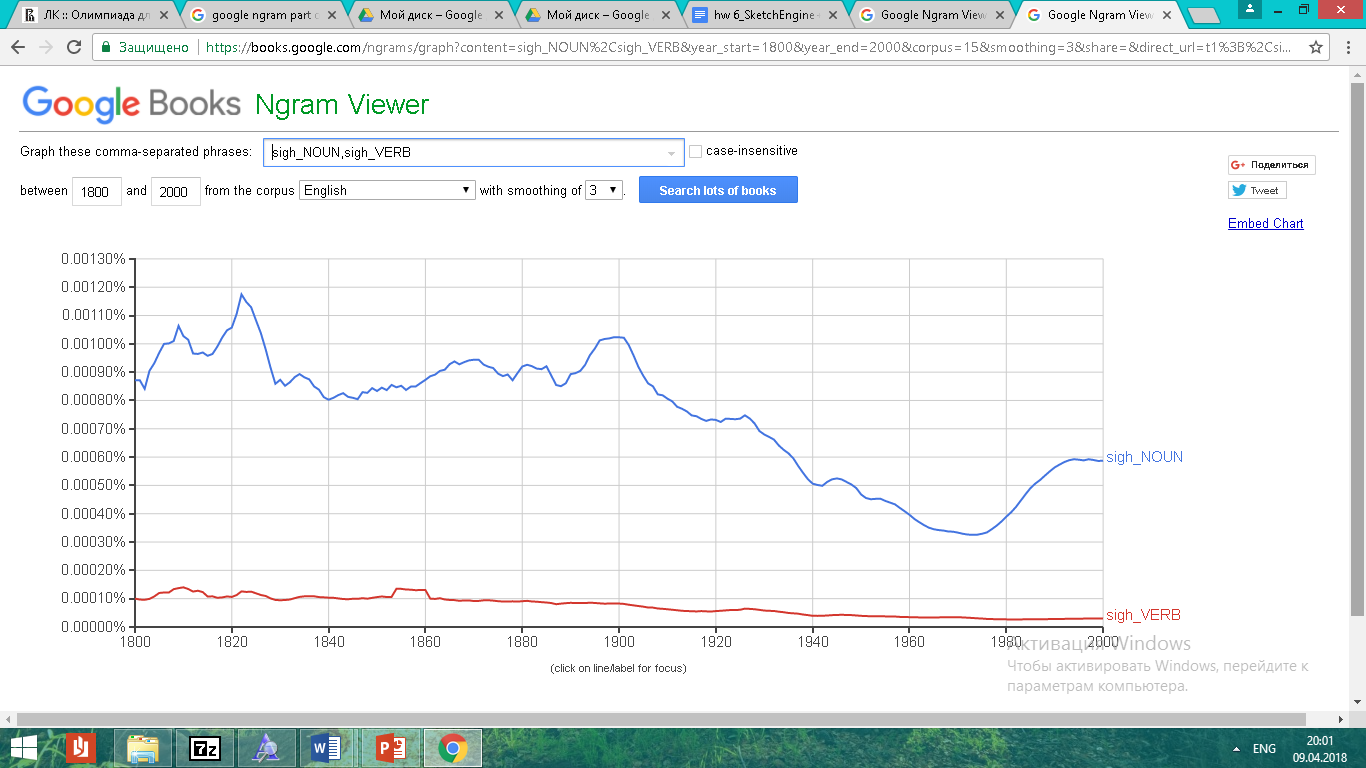 ЛК :: Олимпиада дл
google ngram part o
Мой диск – Google
Мой диск – Google
hw 6_SketchEngine -
Google Ngram View
Google Ngram View
Защищено
https://books.google.com/ngrams/graph?content=sigh_NOUN%2Csigh_VERB&year_start=1800&year_end=2000&corpus=15&smoothing=3&share=&direct_url=t1%3B%2Csi...
Google Books Ngram Viewer
Graph these comma-separated phrases: sigh_NOUN,sigh_VERB case-insensitive
between 1800 and 2000 from the corpus English with smoothing of 3 . Search lots of books
Поделиться
Tweet
Embed Chart
0.00130%
0.00120%
0.00110%
0.00100%
0.00090%
0.00080%
0.00070%
0.00060%
0.00050%
0.00040%
0.00030%
0.00020%
0.00010%
0.00000%
sigh_NOUN
sigh_VERB
1800 1820 1840 1860 1880 1900 1920 1940 1960 1980 2000
(click on line/label for focus)
Активация Windows
Чтобы активировать Windows, перейдите к
параметрам компьютера.
ENG
20:01
09.04.2018